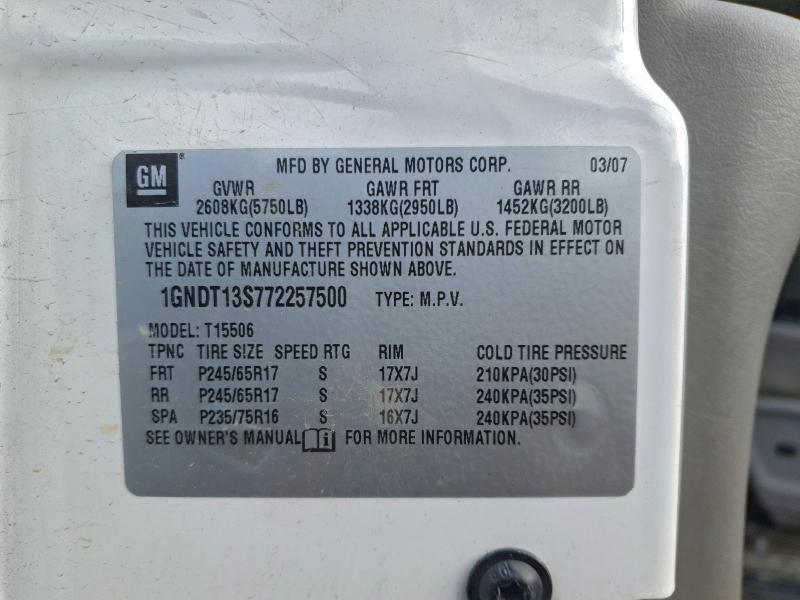 GM ® MFD BY GENERAL MOTORS CORP. 03/07
GVWR GAWR FRT GAWR RR
2608KG(5750LB) 1338KG(2950LB) 1452KG(3200LB)
THIS VEHICLE CONFORMS TO ALL APPLICABLE U.S. FEDERAL MOTOR
VEHICLE SAFETY AND THEFT PREVENTION STANDARDS IN EFFECT ON
THE DATE OF MANUFACTURE SHOWN ABOVE.
1GNDT13S772257500 TYPE: M.P.V.
MODEL: T15506
TPNC TIRE SIZE SPEED RTG RIM COLD TIRE PRESSURE
FRT P245/65R17 S 17X7J 210KPA(30PSI)
RR P245/65R17 S 17X7J 240KPA(35PSI)
SPA P235/75R16 S 16X7J 240KPA(35PSI)
SEE OWNER'S MANUAL FOR MORE INFORMATION.